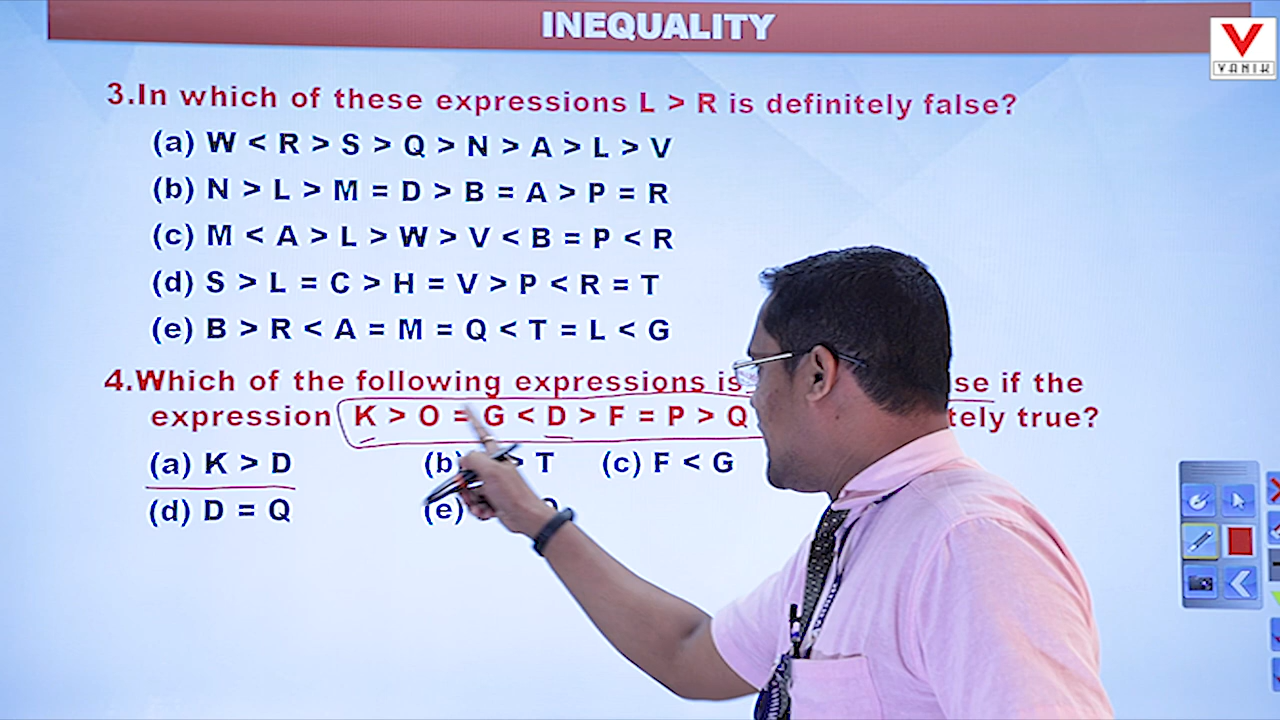 INEQUALITY
V
VANIK
3.In which of these expressions L > R is definitely false?
(a) W < R > S > Q > N > A > L > V
(b) N > L > M = D > B = A > P = R
(c) M < A > L > W > V < B = P < R
(d) S > L = C > H = V > P < R = T
(e) B > R < A = M = Q < T = L < G
4.Which of the following expressions is se if the
expression K > O = G < D > F = P > Q tely true?
(a) K > D (b) > T (c) F < G
(d) D = Q (e)